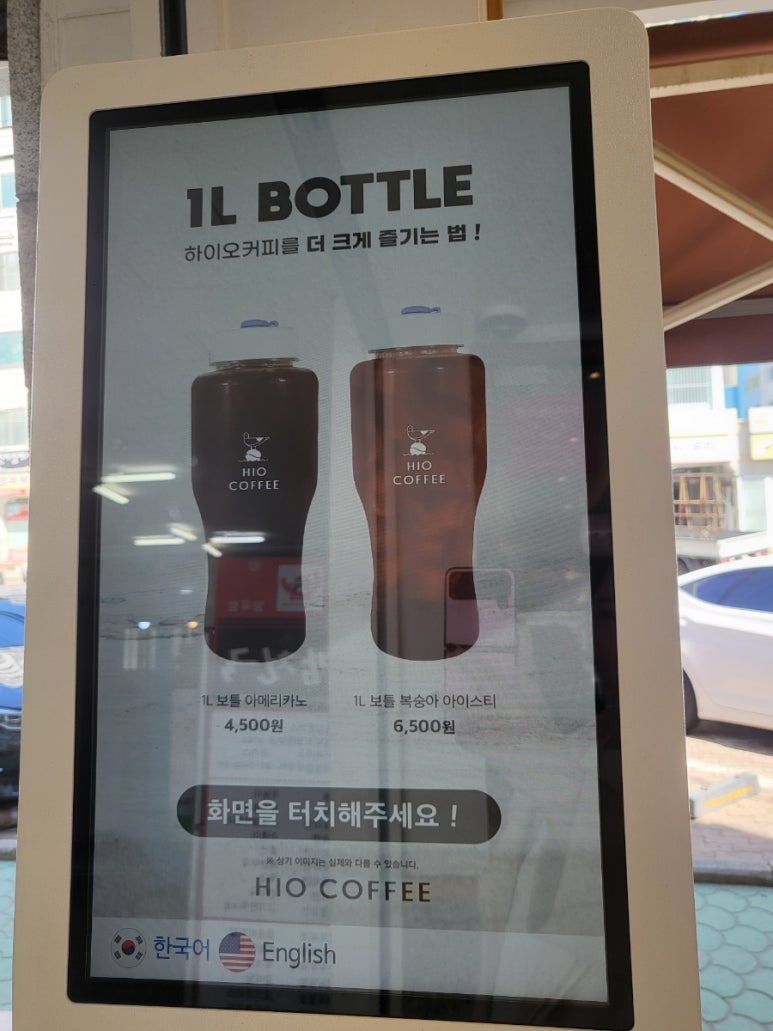 1L BOTTLE
하이오커피를 더 크게 즐기는 법 !
HIO
COFFEE
HIO
COFFEE
1L 보틀 아메리카노
4,500원
1L 보틀 복숭아 아이스티
6,500원
화면을 터치해주세요 !
※ 상기 이미지는 실제와 다를 수 있습니다.
HIO COFFEE
한국어
English